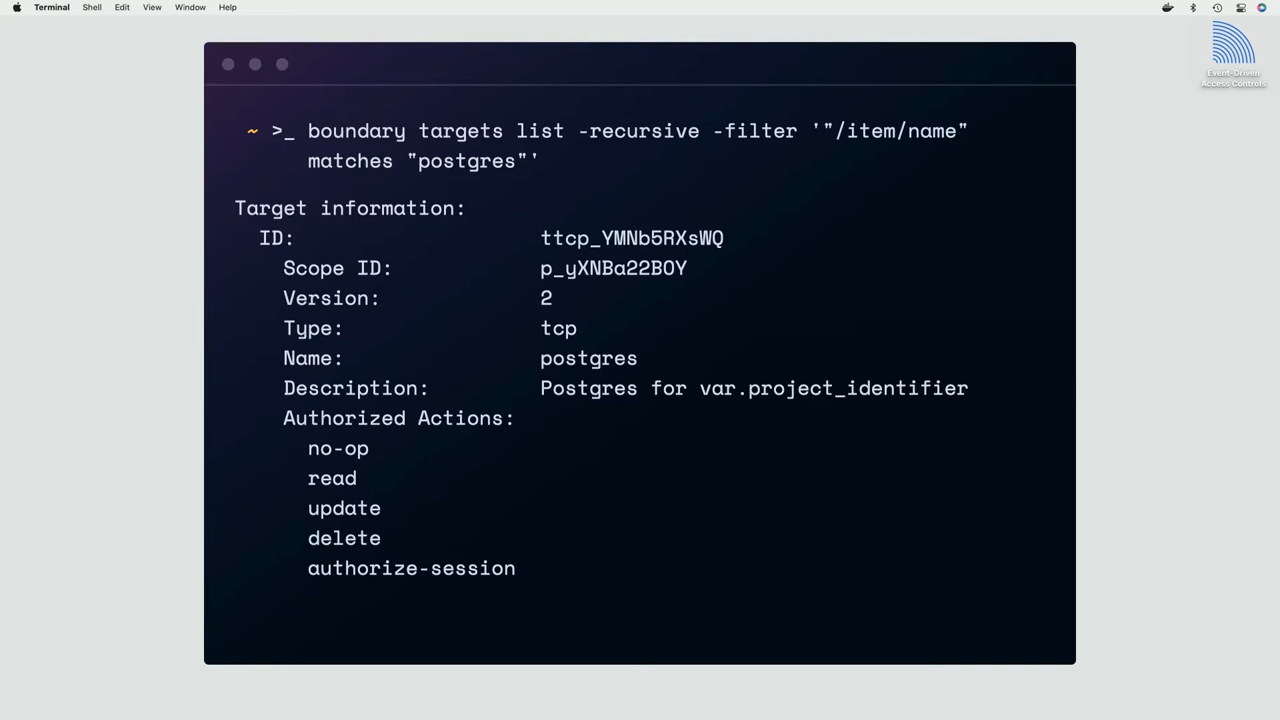 Terminal Shell Edit View Window Help
Event-Driven
Access Controls
~ >_ boundary targets list -recursive -filter '"/item/name"
matches "postgres"'
Target information:
ID: ttcp_YMNb5RXsWQ
Scope ID: p_yXNBa22BOY
Version: 2
Type: tcp
Name: postgres
Description: Postgres for var.project_identifier
Authorized Actions:
no-op
read
update
delete
authorize-session